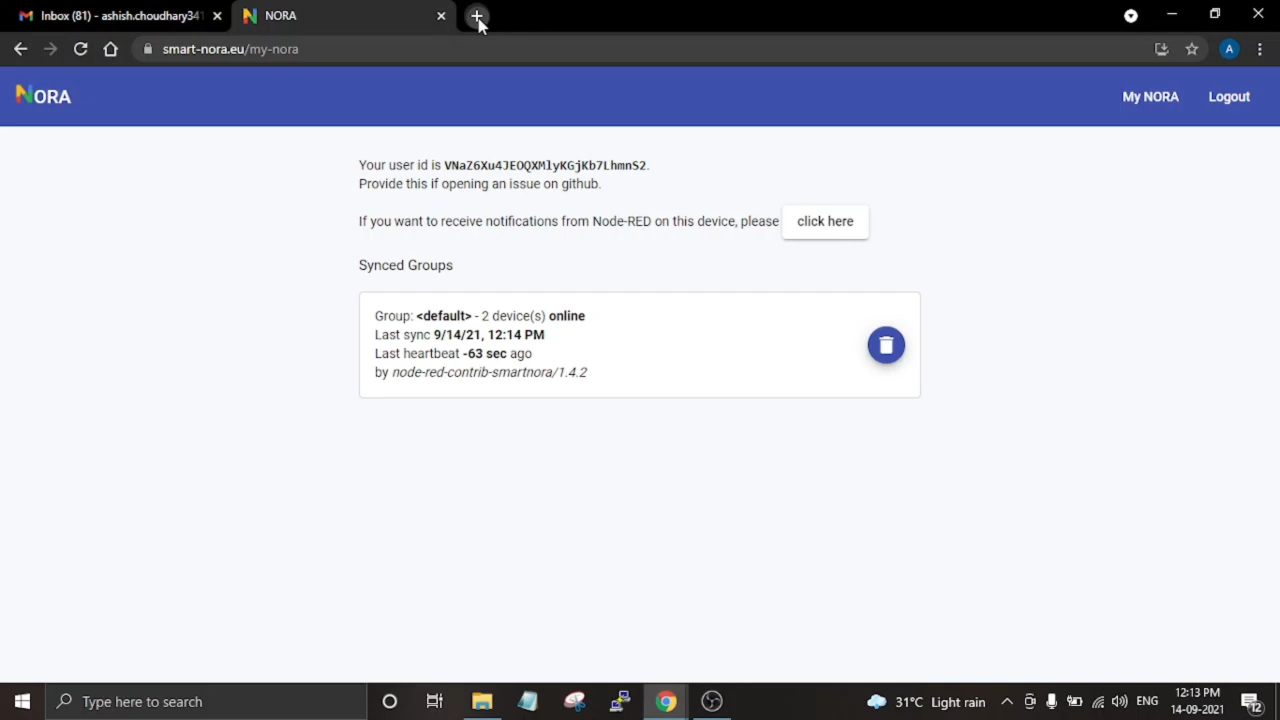 Inbox (81) - ashish.choudhary341
NORA
smart-nora.eu/my-nora
A
NORA
My NORA
Logout
Your user id is VNaZ6Xu4JEOQXMlyKGjKb7LhmnS2.
Provide this if opening an issue on github.
If you want to receive notifications from Node-RED on this device, please click here
Synced Groups
Group: <default> - 2 device(s) online
Last sync 9/14/21, 12:14 PM
Last heartbeat -63 sec ago
by node-red-contrib-smartnora/1.4.2
Type here to search
31°C Light rain
ENG
12:13 PM
14-09-2021
12